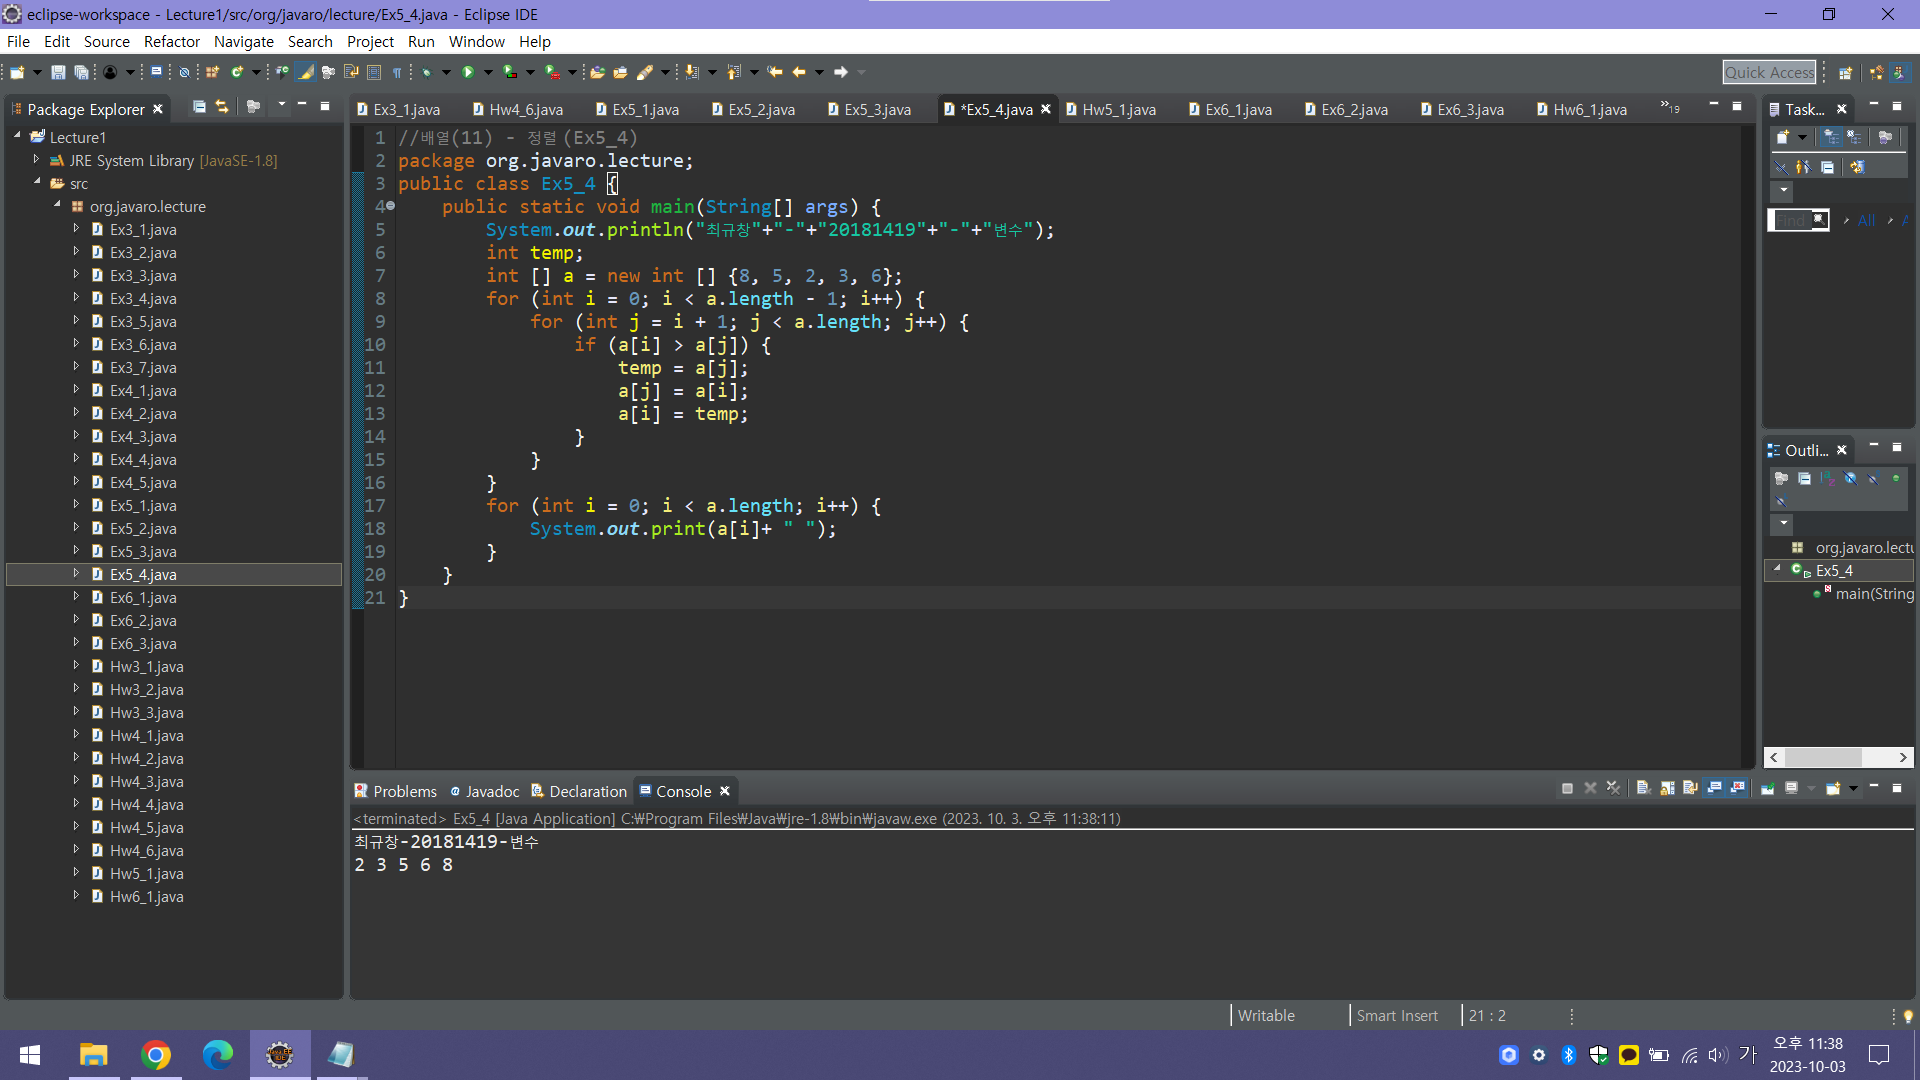 eclipse-workspace - Lecture1/src/org/javaro/lecture/Ex5_4.java - Eclipse IDE
File Edit Source Refactor Navigate Search Project Run Window Help
Quick Access
Package Explorer
Lecture1
JRE System Library [JavaSE-1.8]
src
org.javaro.lecture
Ex3_1.java
Ex3_2.java
Ex3_3.java
Ex3_4.java
Ex3_5.java
Ex3_6.java
Ex3_7.java
Ex4_1.java
Ex4_2.java
Ex4_3.java
Ex4_4.java
Ex4_5.java
Ex5_1.java
Ex5_2.java
Ex5_3.java
Ex5_4.java
Ex6_1.java
Ex6_2.java
Ex6_3.java
Hw3_1.java
Hw3_2.java
Hw3_3.java
Hw4_1.java
Hw4_2.java
Hw4_3.java
Hw4_4.java
Hw4_5.java
Hw4_6.java
Hw5_1.java
Hw6_1.java
Ex3_1.java Hw4_6.java Ex5_1.java Ex5_2.java Ex5_3.java *Ex5_4.java Hw5_1.java Ex6_1.java Ex6_2.java Ex6_3.java Hw6_1.java »19
1 //배열(11) - 정렬(Ex5_4)
2 package org.javaro.lecture;
3 public class Ex5_4 {
4 public static void main(String[] args) {
5 System.out.println("최규창"+"-"+"20181419"+"-"+"변수");
6 int temp;
7 int [] a = new int [] {8, 5, 2, 3, 6};
8 for (int i = 0; i < a.length - 1; i++) {
9 for (int j = i + 1; j < a.length; j++) {
10 if (a[i] > a[j]) {
11 temp = a[j];
12 a[j] = a[i];
13 a[i] = temp;
14 }
15 }
16 }
17 for (int i = 0; i < a.length; i++) {
18 System.out.print(a[i]+ " ");
19 }
20 }
21 }
Task...
Find All
Outli...
org.javaro.lectu
Ex5_4
main(String
Problems Javadoc Declaration Console
<terminated> Ex5_4 [Java Application] C:₩Program Files₩Java₩jre-1.8₩bin₩javaw.exe (2023. 10. 3. 오후 11:38:11)
최규창-20181419-변수
2 3 5 6 8
Writable Smart Insert 21 : 2
가 오후 11:38
2023-10-03